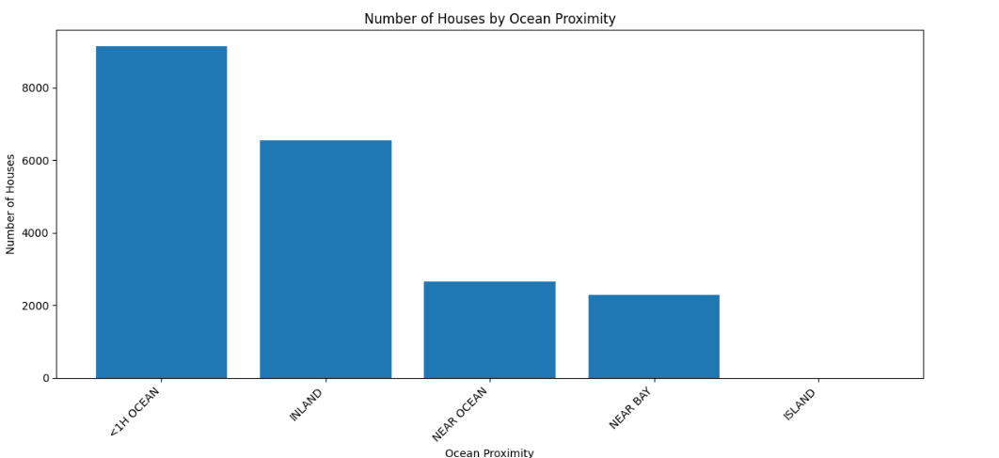 Number of Houses by Ocean Proximity
Number of Houses
8000
6000
4000
2000
0
<1H OCEAN
INLAND
NEAR OCEAN
NEAR BAY
ISLAND
Ocean Proximity